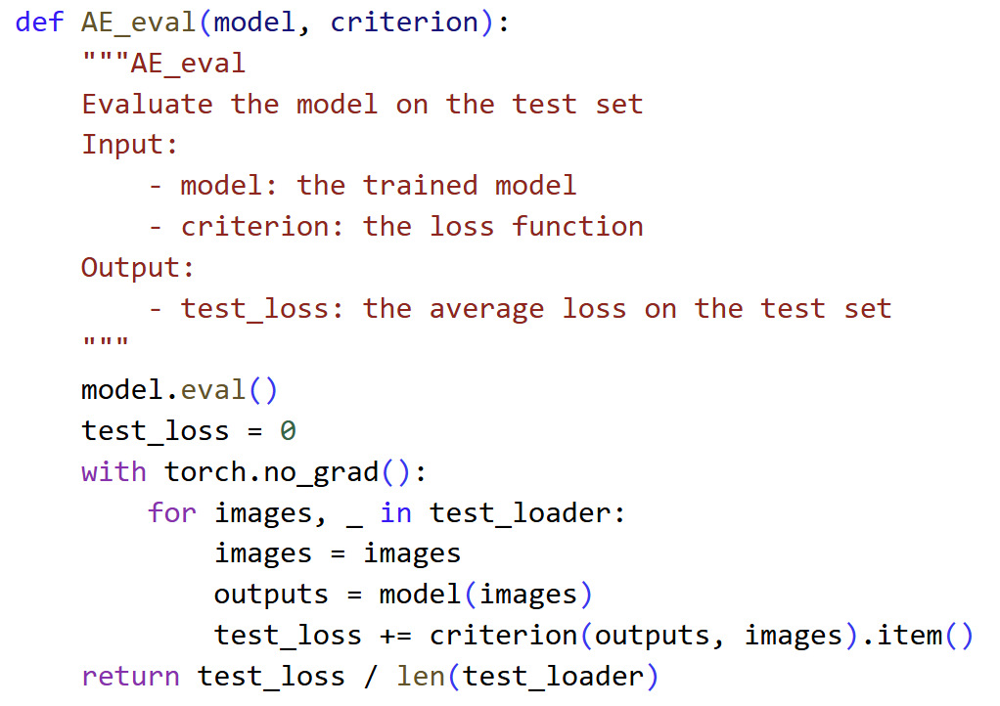 def AE_eval(model, criterion):
    """AE_eval
    Evaluate the model on the test set
    Input:
        - model: the trained model
        - criterion: the loss function
    Output:
        - test_loss: the average loss on the test set
    """
    model.eval()
    test_loss = 0
    with torch.no_grad():
        for images, _ in test_loader:
            images = images
            outputs = model(images)
            test_loss += criterion(outputs, images).item()
    return test_loss / len(test_loader)